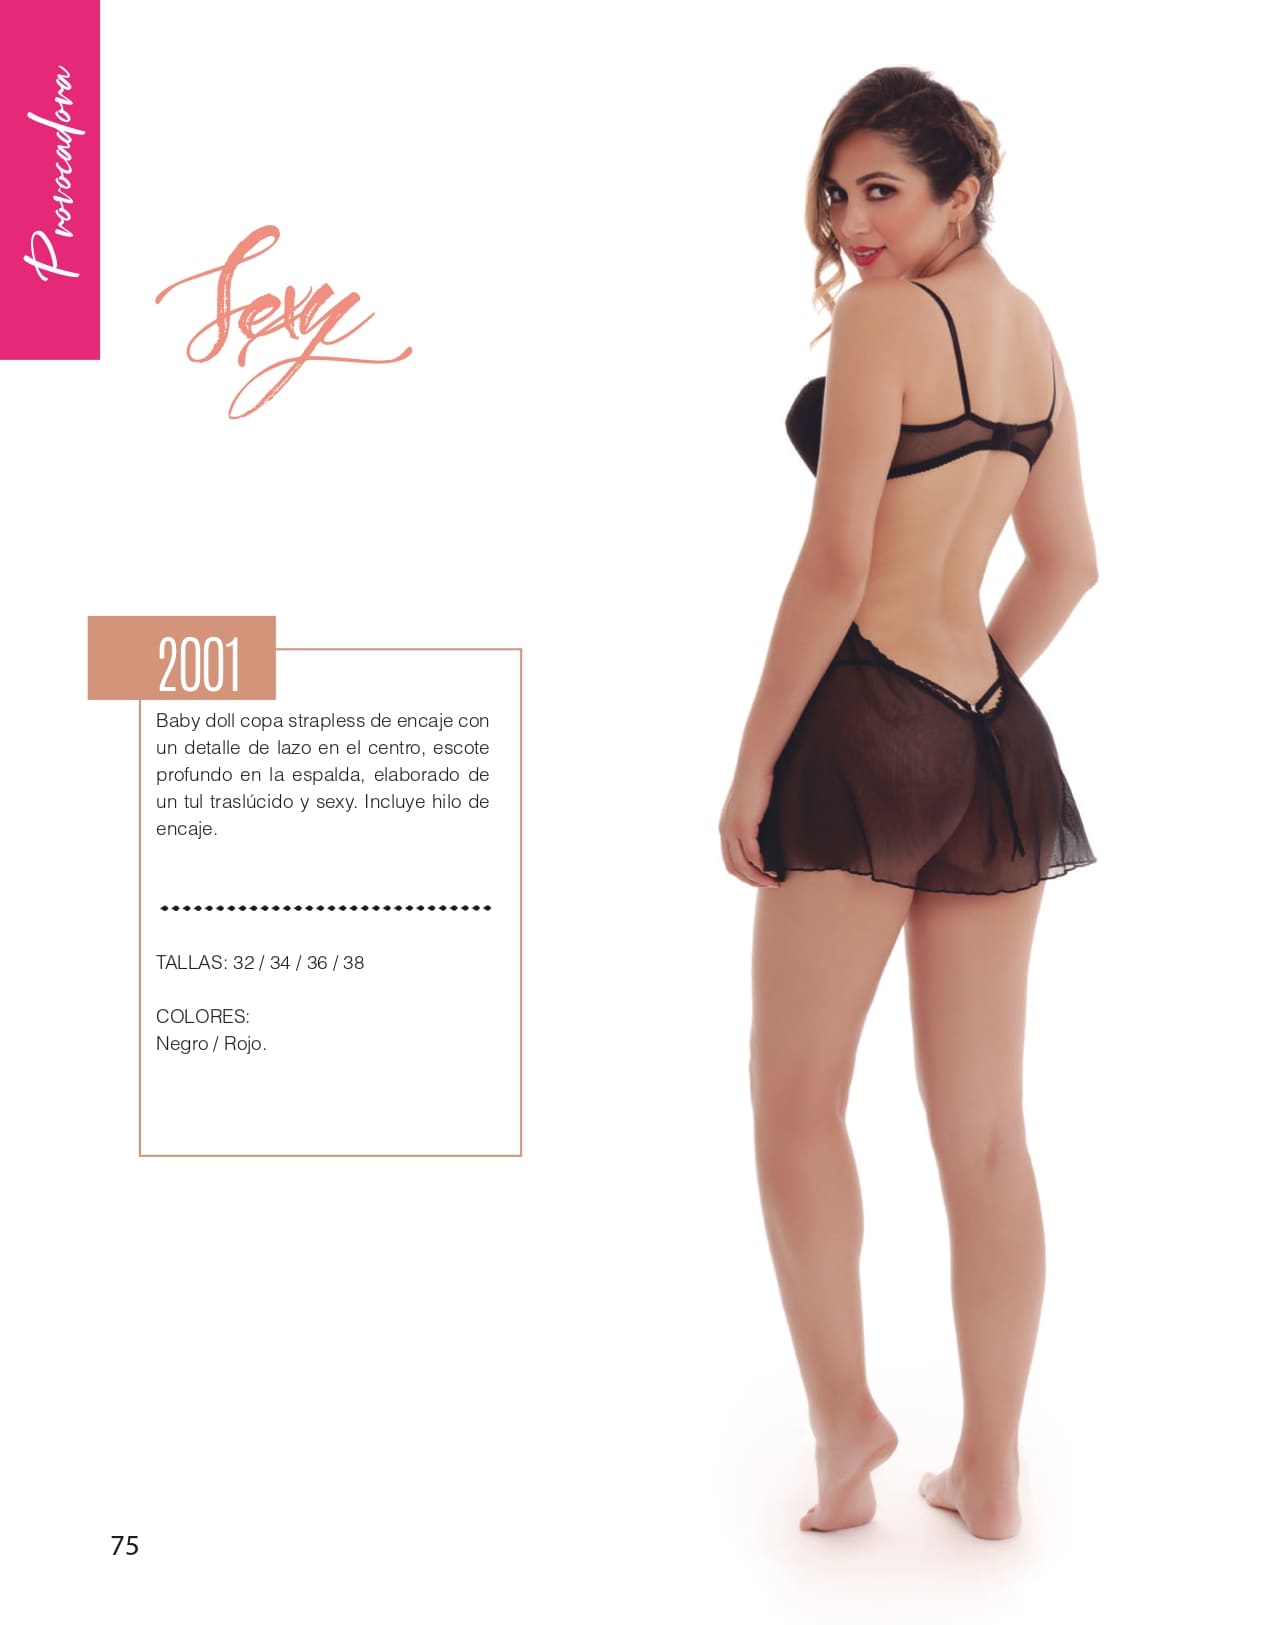 Provocadora
Sexy
2001
Baby doll copa strapless de encaje con
un detalle de lazo en el centro, escote
profundo en la espalda, elaborado de
un tul traslúcido y sexy. Incluye hilo de
encaje.
TALLAS: 32 / 34 / 36 / 38
COLORES:
Negro / Rojo.
75